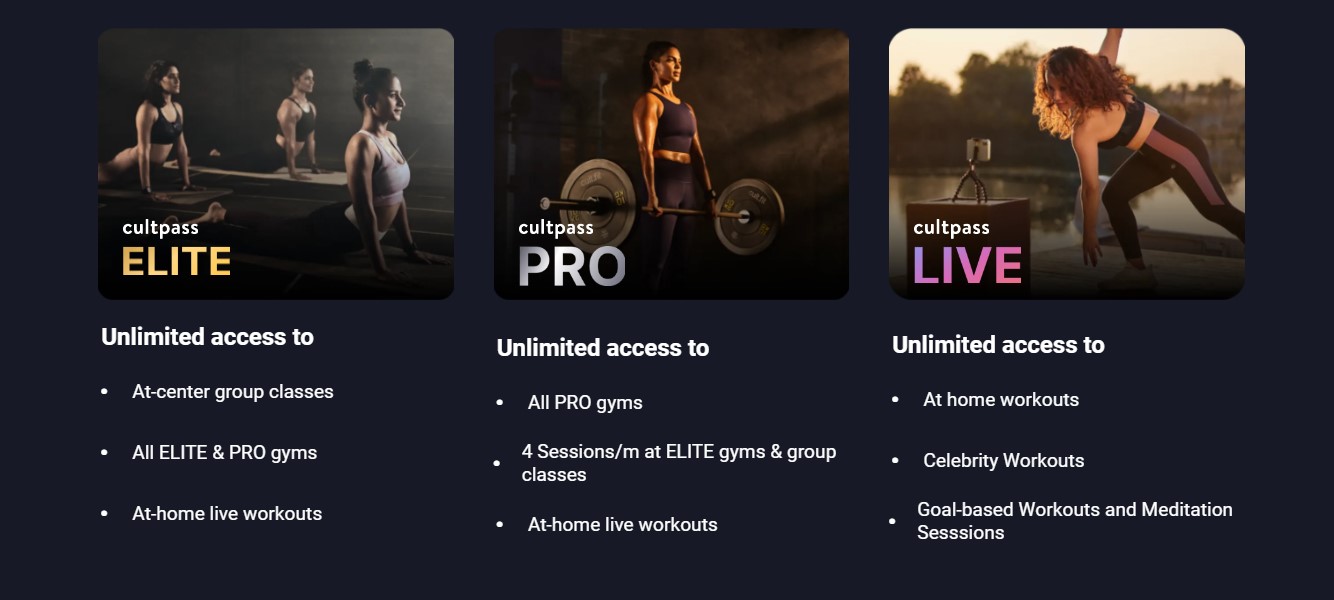 cultpass
ELITE
Unlimited access to
• At-center group classes
• All ELITE & PRO gyms
• At-home live workouts
cultpass
PRO
Unlimited access to
• All PRO gyms
• 4 Sessions/m at ELITE gyms & group
classes
• At-home live workouts
cultpass
LIVE
Unlimited access to
• At home workouts
• Celebrity Workouts
• Goal-based Workouts and Meditation
Sesssions